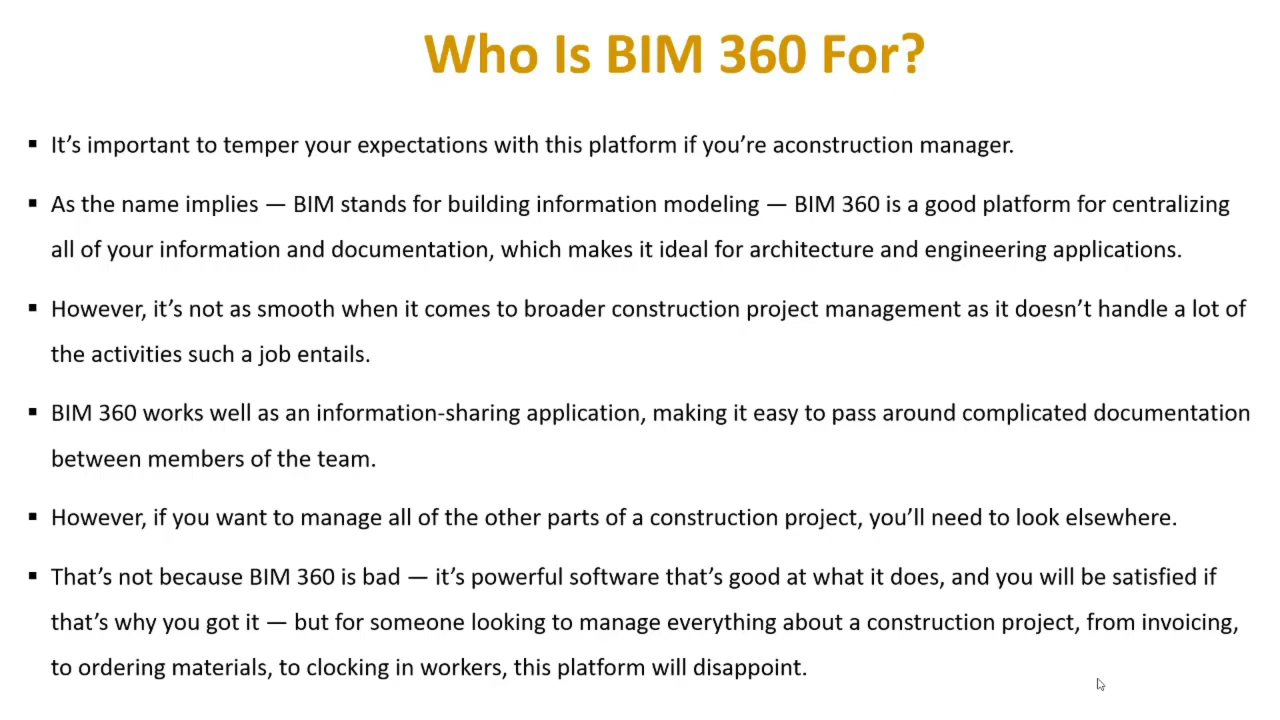 Who Is BIM 360 For?
▪ It's important to temper your expectations with this platform if you're aconstruction manager.
▪ As the name implies — BIM stands for building information modeling — BIM 360 is a good platform for centralizing
all of your information and documentation, which makes it ideal for architecture and engineering applications.
▪ However, it's not as smooth when it comes to broader construction project management as it doesn't handle a lot of
the activities such a job entails.
▪ BIM 360 works well as an information-sharing application, making it easy to pass around complicated documentation
between members of the team.
▪ However, if you want to manage all of the other parts of a construction project, you'll need to look elsewhere.
▪ That's not because BIM 360 is bad — it's powerful software that's good at what it does, and you will be satisfied if
that's why you got it — but for someone looking to manage everything about a construction project, from invoicing,
to ordering materials, to clocking in workers, this platform will disappoint.